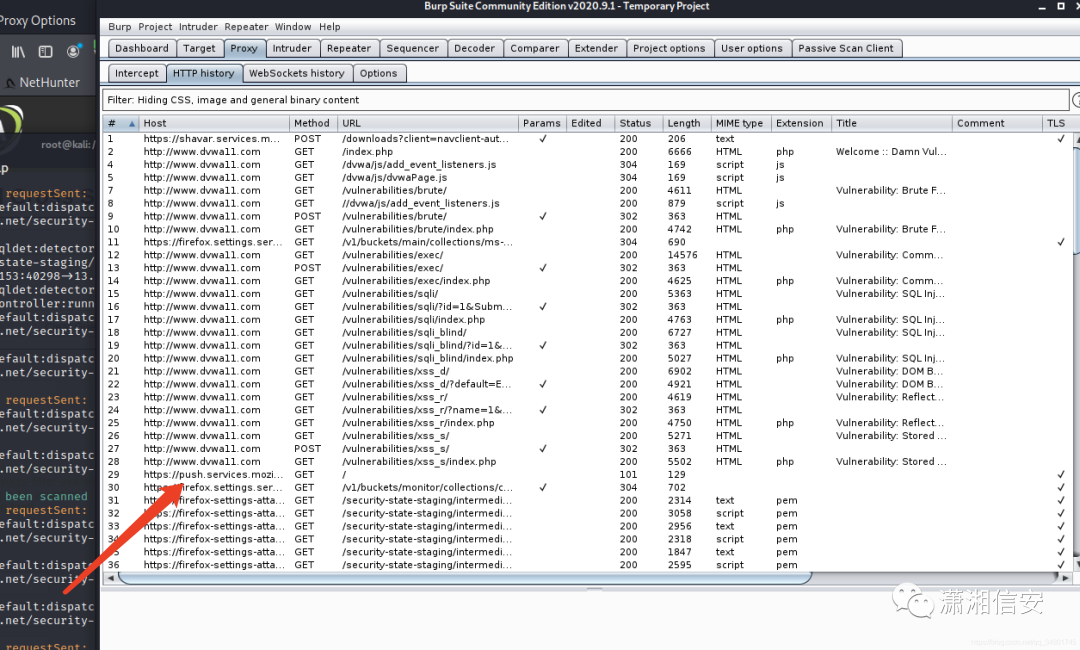 Burp Suite Community Edition v2020.9.1 - Temporary Project
Proxy Options
NetHunter
root@kali: /
requestSent:
efault:dispatc
.net/security-
qldet:detector
state-staging/
153:40298→13.
qldet:detector
ontroller:runn
efault:dispatc
.net/security-
efault:dispatc
.net/security-
requestSent:
efault:dispatc
.net/security-
efault:dispatc
.net/security-
been scanned
requestSent:
efault:dispatc
.net/security-
efault:dispatc
.net/security-
efault:dispatc
.net/security-
requestSent:
Burp Project Intruder Repeater Window Help
Dashboard Target Proxy Intruder Repeater Sequencer Decoder Comparer Extender Project options User options Passive Scan Client
Intercept HTTP history WebSockets history Options
Filter: Hiding CSS, image and general binary content
# Host Method URL Params Edited Status Length MIME type Extension Title Comment TLS
1 https://shavar.services.m... POST /downloads?client=navclient-aut... ✓ 200 206 text ✓
2 http://www.dvwa11.com GET /index.php 200 6666 HTML php Welcome :: Damn Vul...
4 http://www.dvwa11.com GET /dvwa/js/add_event_listeners.js 304 169 script js
5 http://www.dvwa11.com GET /dvwa/js/dvwaPage.js 304 169 script js
7 http://www.dvwa11.com GET /vulnerabilities/brute/ 200 4611 HTML Vulnerability: Brute F...
8 http://www.dvwa11.com GET //dvwa/js/add_event_listeners.js 200 879 script js
9 http://www.dvwa11.com POST /vulnerabilities/brute/ ✓ 302 363 HTML
10 http://www.dvwa11.com GET /vulnerabilities/brute/index.php 200 4742 HTML php Vulnerability: Brute F...
11 https://firefox.settings.ser... GET /v1/buckets/main/collections/ms-... 304 690 ✓
12 http://www.dvwa11.com GET /vulnerabilities/exec/ 200 14576 HTML Vulnerability: Comm...
13 http://www.dvwa11.com POST /vulnerabilities/exec/ ✓ 302 363 HTML
14 http://www.dvwa11.com GET /vulnerabilities/exec/index.php 200 4625 HTML php Vulnerability: Comm...
15 http://www.dvwa11.com GET /vulnerabilities/sqli/ 200 5363 HTML Vulnerability: SQL Inj...
16 http://www.dvwa11.com GET /vulnerabilities/sqli/?id=1&Subm... ✓ 302 363 HTML
17 http://www.dvwa11.com GET /vulnerabilities/sqli/index.php 200 4763 HTML php Vulnerability: SQL Inj...
18 http://www.dvwa11.com GET /vulnerabilities/sqli_blind/ 200 6727 HTML Vulnerability: SQL Inj...
19 http://www.dvwa11.com GET /vulnerabilities/sqli_blind/?id=1&... ✓ 302 363 HTML
20 http://www.dvwa11.com GET /vulnerabilities/sqli_blind/index.php 200 5027 HTML php Vulnerability: SQL Inj...
21 http://www.dvwa11.com GET /vulnerabilities/xss_d/ 200 6902 HTML Vulnerability: DOM B...
22 http://www.dvwa11.com GET /vulnerabilities/xss_d/?default=E... ✓ 200 4921 HTML Vulnerability: DOM B...
23 http://www.dvwa11.com GET /vulnerabilities/xss_r/ 200 4619 HTML Vulnerability: Reflect...
24 http://www.dvwa11.com GET /vulnerabilities/xss_r/?name=1&... ✓ 302 363 HTML
25 http://www.dvwa11.com GET /vulnerabilities/xss_r/index.php 200 4750 HTML php Vulnerability: Reflect...
26 http://www.dvwa11.com GET /vulnerabilities/xss_s/ 200 5271 HTML Vulnerability: Stored ...
27 http://www.dvwa11.com POST /vulnerabilities/xss_s/ ✓ 302 363 HTML
28 http://www.dvwa11.com GET /vulnerabilities/xss_s/index.php 200 5502 HTML php Vulnerability: Stored ...
29 https://push.services.mozi... GET / 101 129 ✓
30 https://firefox.settings.ser... GET /v1/buckets/monitor/collections/c... ✓ 304 702 ✓
31 https://firefox-settings-atta... GET /security-state-staging/intermedi... 200 2314 text pem ✓
32 https://firefox-settings-atta... GET /security-state-staging/intermedi... 200 3058 script pem ✓
33 https://firefox-settings-atta... GET /security-state-staging/intermedi... 200 2956 text pem ✓
34 https://firefox-settings-atta... GET /security-state-staging/intermedi... 200 2318 script pem ✓
35 https://firefox-settings-atta... GET /security-state-staging/intermedi... 200 1847 text pem ✓
36 https://firefox-settings-atta... GET /security-state-staging/intermedi... 200 2595 script pem ✓
潇湘信安